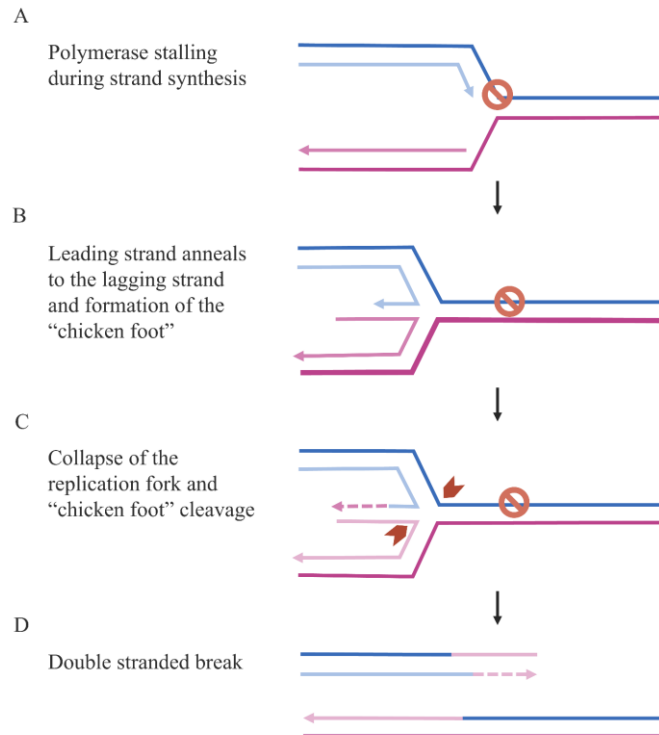 A
Polymerase stalling
during strand synthesis
B
Leading strand anneals
to the lagging strand
and formation of the
“chicken foot”
C
Collapse of the
replication fork and
“chicken foot” cleavage
D
Double stranded break